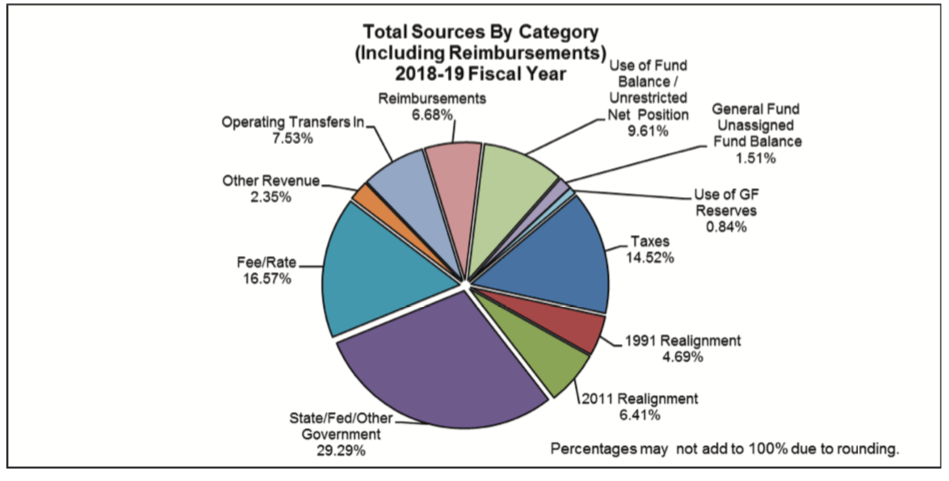 Total Sources By Category
(Including Reimbursements)
2018-19 Fiscal Year
Reimbursements
6.68%
Use of Fund
Balance /
Unrestricted
Net Position
9.61%
General Fund
Unassigned
Fund Balance
1.51%
Use of GF
Reserves
0.84%
Taxes
14.52%
1991 Realignment
4.69%
2011 Realignment
6.41%
State/Fed/Other
Government
29.29%
Fee/Rate
16.57%
Other Revenue
2.35%
Operating Transfers In
7.53%
Percentages may not add to 100% due to rounding.